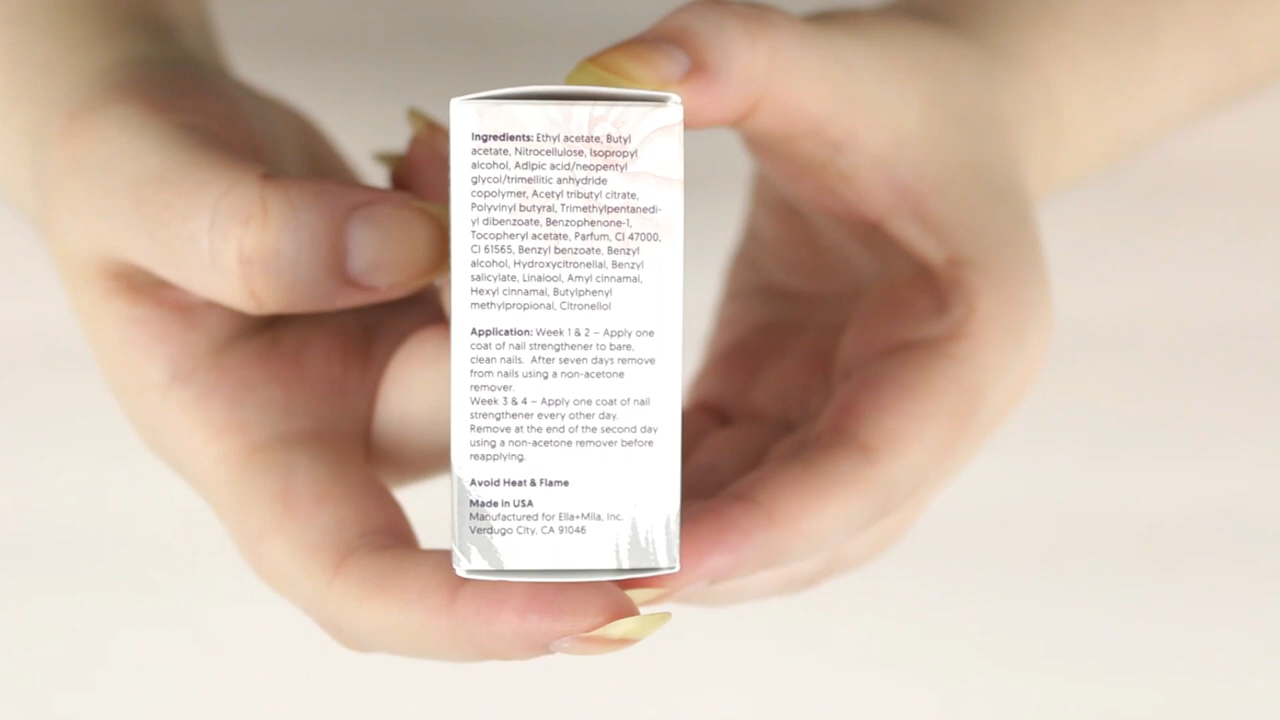 Ingredients: Ethyl acetate, Butyl
acetate, Nitrocellulose, Isopropyl
alcohol, Adipic acid/neopentyl
glycol/trimellitic anhydride
copolymer, Acetyl tributyl citrate,
Polyvinyl butyral, Trimethylpentanedi-
yl dibenzoate, Benzophenone-1,
Tocopheryl acetate, Parfum, CI 47000,
CI 61565, Benzyl benzoate, Benzyl
alcohol, Hydroxycitronellal, Benzyl
salicylate, Linalool, Amyl cinnamal,
Hexyl cinnamal, Butylphenyl
methylpropional, Citronellol
Application: Week 1 & 2 – Apply one
coat of nail strengthener to bare,
clean nails. After seven days remove
from nails using a non-acetone
remover.
Week 3 & 4 – Apply one coat of nail
strengthener every other day.
Remove at the end of the second day
using a non-acetone remover before
reapplying.
Avoid Heat & Flame
Made in USA
Manufactured for Ella+Mila, Inc.
Verdugo City, CA 91046